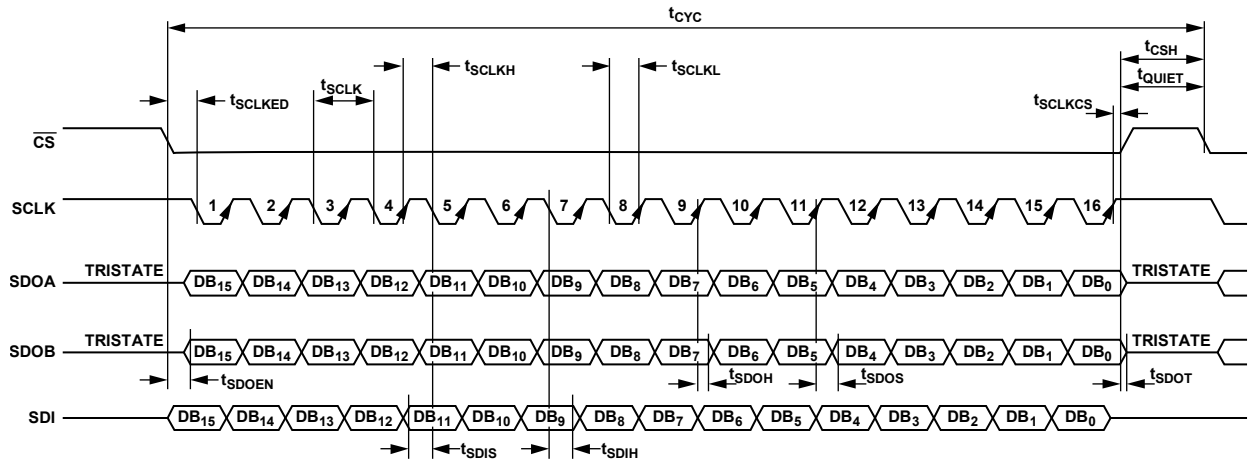 tCYC
tCSH
tSCLKH
tSCLKL
tSCLK
tQUIET
tSCLKED
tSCLKCS
CS
SCLK 1 2 3 4 5 6 7 8 9 10 11 12 13 14 15 16
TRISTATE TRISTATE
SDOA DB15 DB14 DB13 DB12 DB11 DB10 DB9 DB8 DB7 DB6 DB5 DB4 DB3 DB2 DB1 DB0
TRISTATE TRISTATE
SDOB DB15 DB14 DB13 DB12 DB11 DB10 DB9 DB8 DB7 DB6 DB5 DB4 DB3 DB2 DB1 DB0
tSDOEN tSDOH tSDOS tSDOT
SDI DB15 DB14 DB13 DB12 DB11 DB10 DB9 DB8 DB7 DB6 DB5 DB4 DB3 DB2 DB1 DB0
tSDIS tSDIH